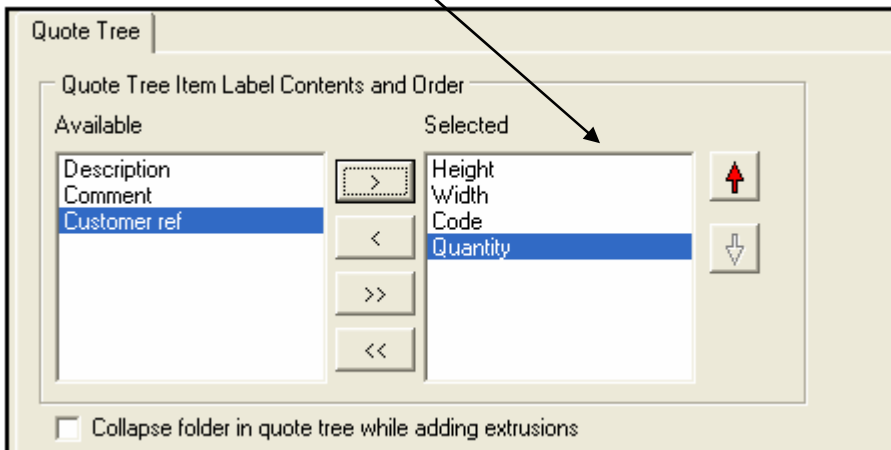 Quote Tree
Quote Tree Item Label Contents and Order
Available
Selected
Description
Comment
Customer ref
>
<
>>
<<
Height
Width
Code
Quantity
Collapse folder in quote tree while adding extrusions